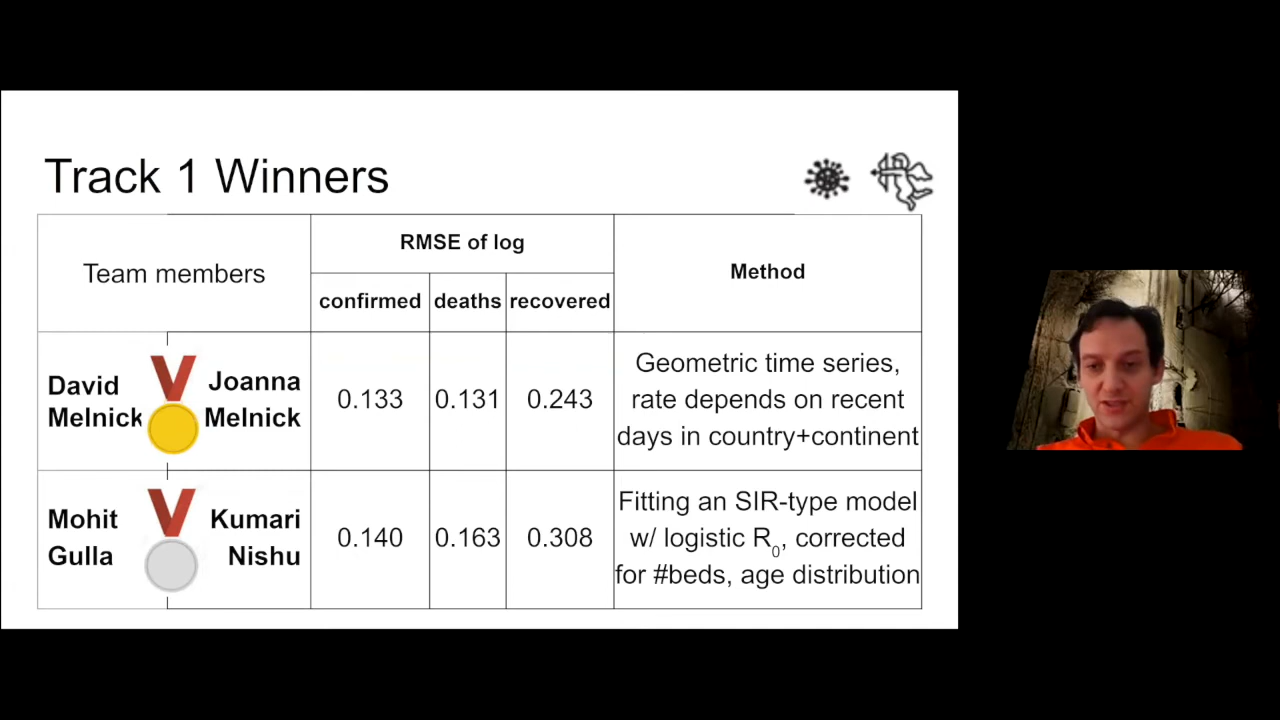 Track 1 Winners
Team members
RMSE of log
Method
confirmed deaths recovered
David Melnick
Joanna Melnick
0.133 0.131 0.243
Geometric time series,
rate depends on recent
days in country+continent
Mohit Gulla
Kumari Nishu
0.140 0.163 0.308
Fitting an SIR-type model
w/ logistic R0, corrected
for #beds, age distribution